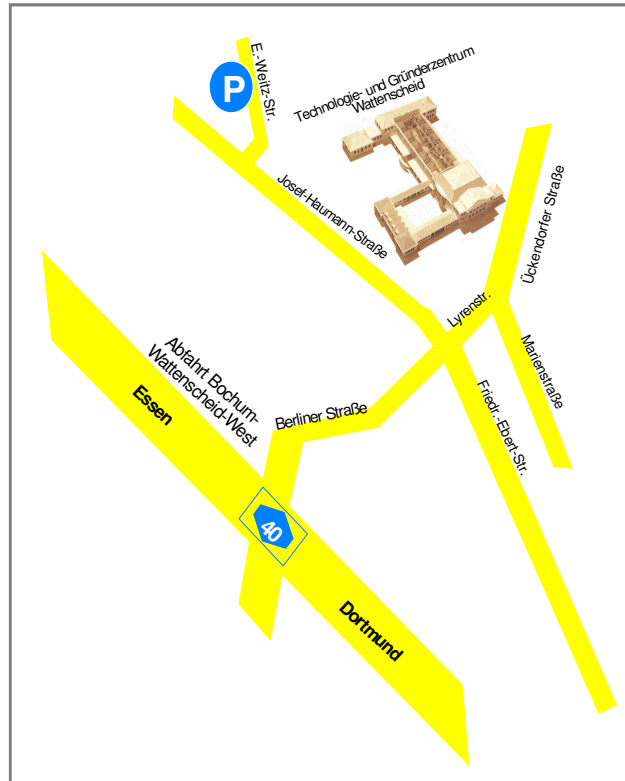 E.- Weitz-Str.
P
Technologie- und Gründerzentrum
Wattenscheid
Josef-Haumann-Straße
Ückendorfer Straße
Lyrenstr.
Marienstraße
Abfahrt Bochum-
Wattenscheid-West
Essen
Berliner Straße
Friedr.-Ebert-Str.
40
Dortmund